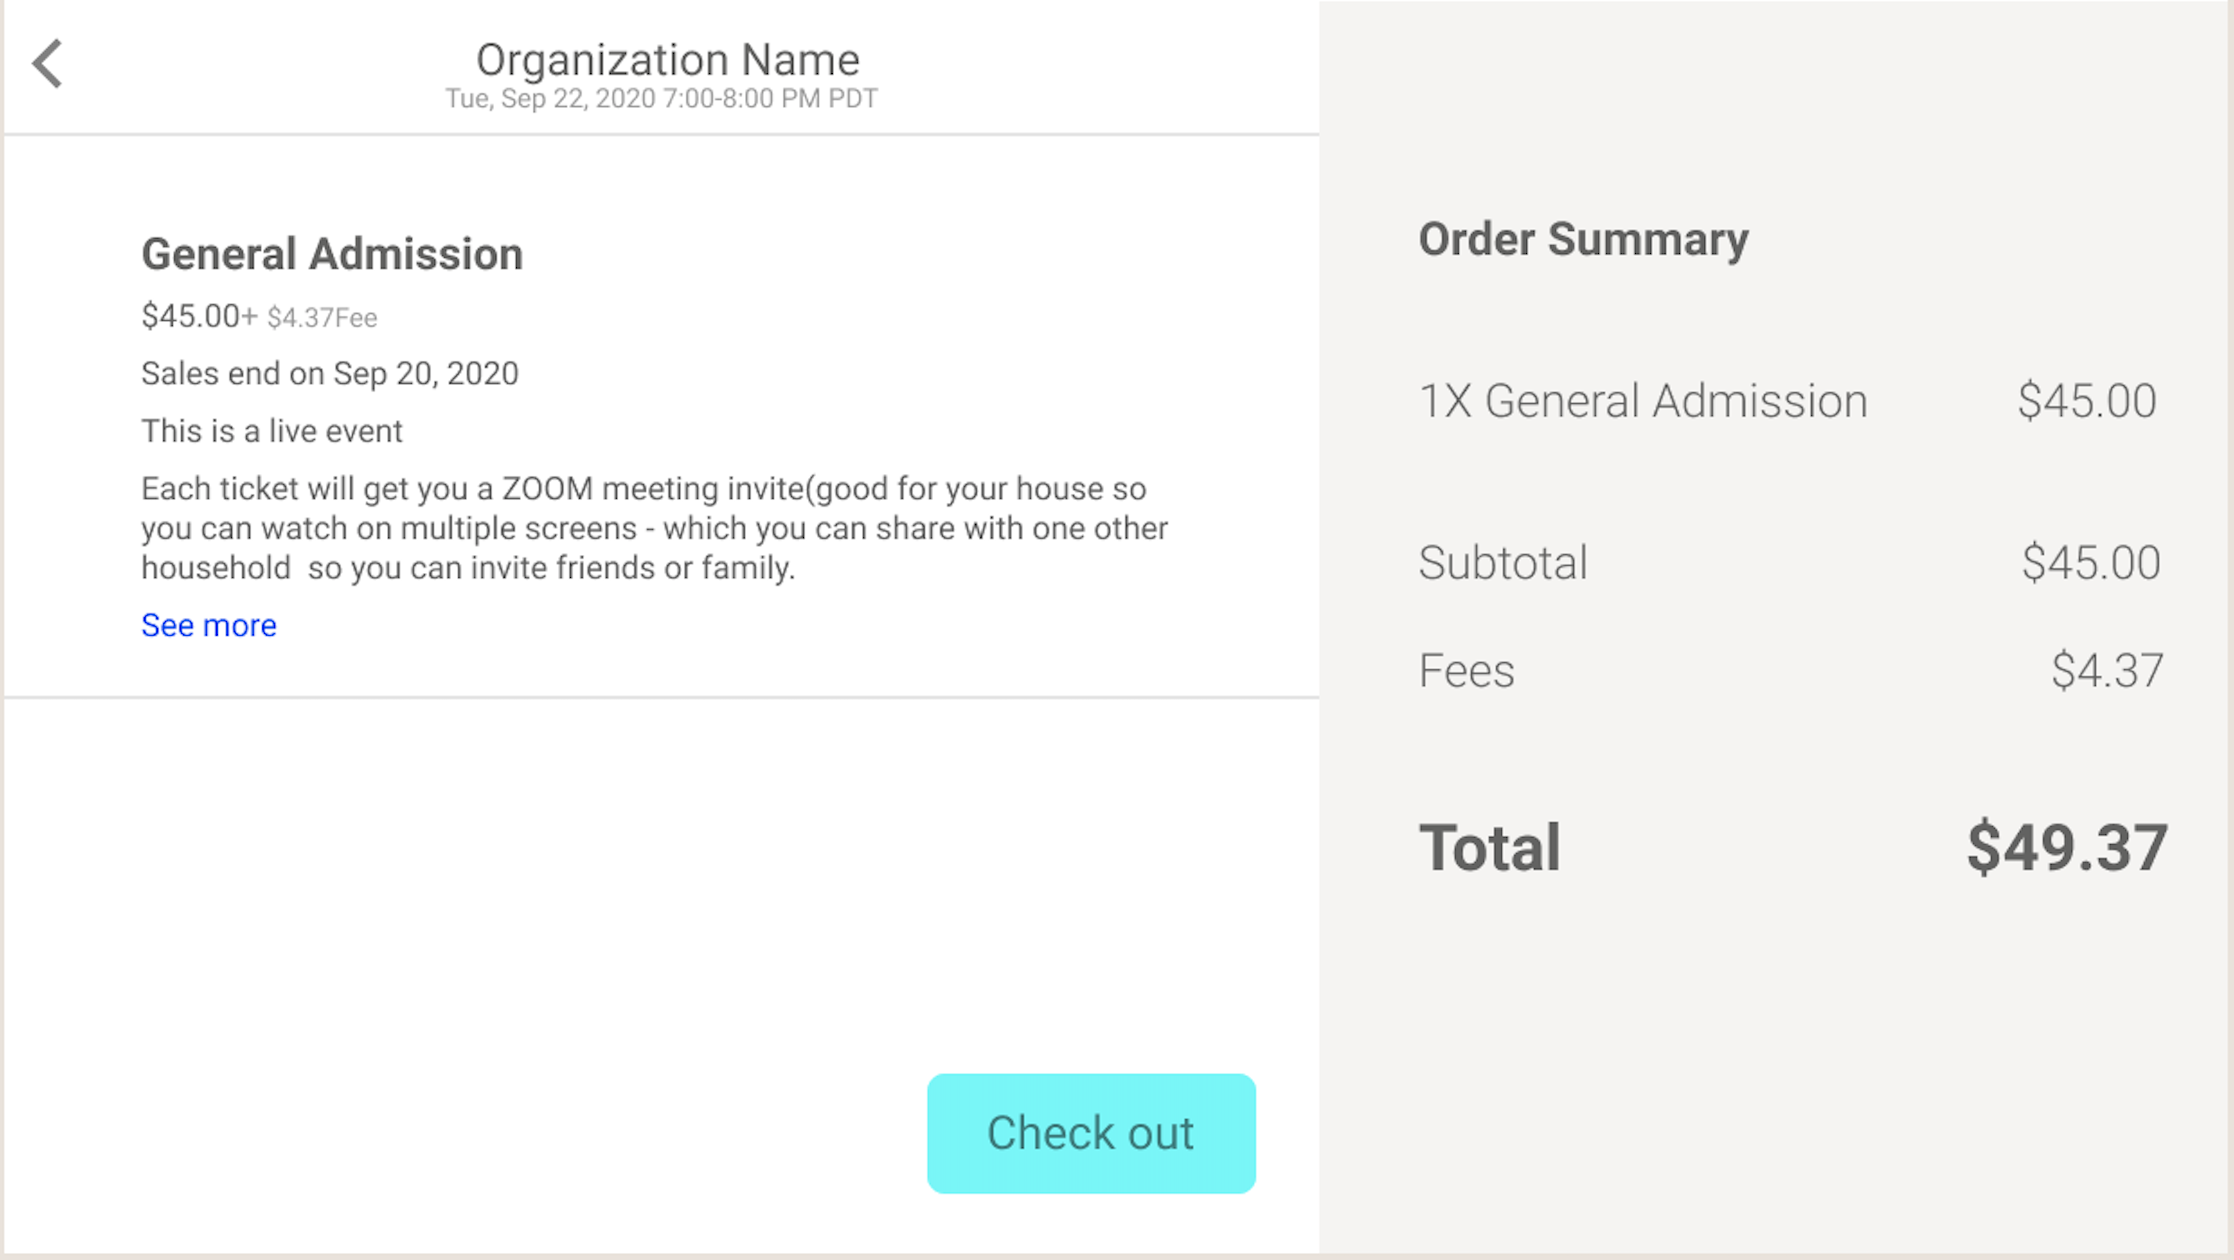 Organization Name
Tue, Sep 22, 2020 7:00-8:00 PM PDT
General Admission
$45.00+ $4.37Fee
Sales end on Sep 20, 2020
This is a live event
Each ticket will get you a ZOOM meeting invite(good for your house so
you can watch on multiple screens - which you can share with one other
household  so you can invite friends or family.
See more
Check out
Order Summary
1X General Admission $45.00
Subtotal $45.00
Fees $4.37
Total $49.37